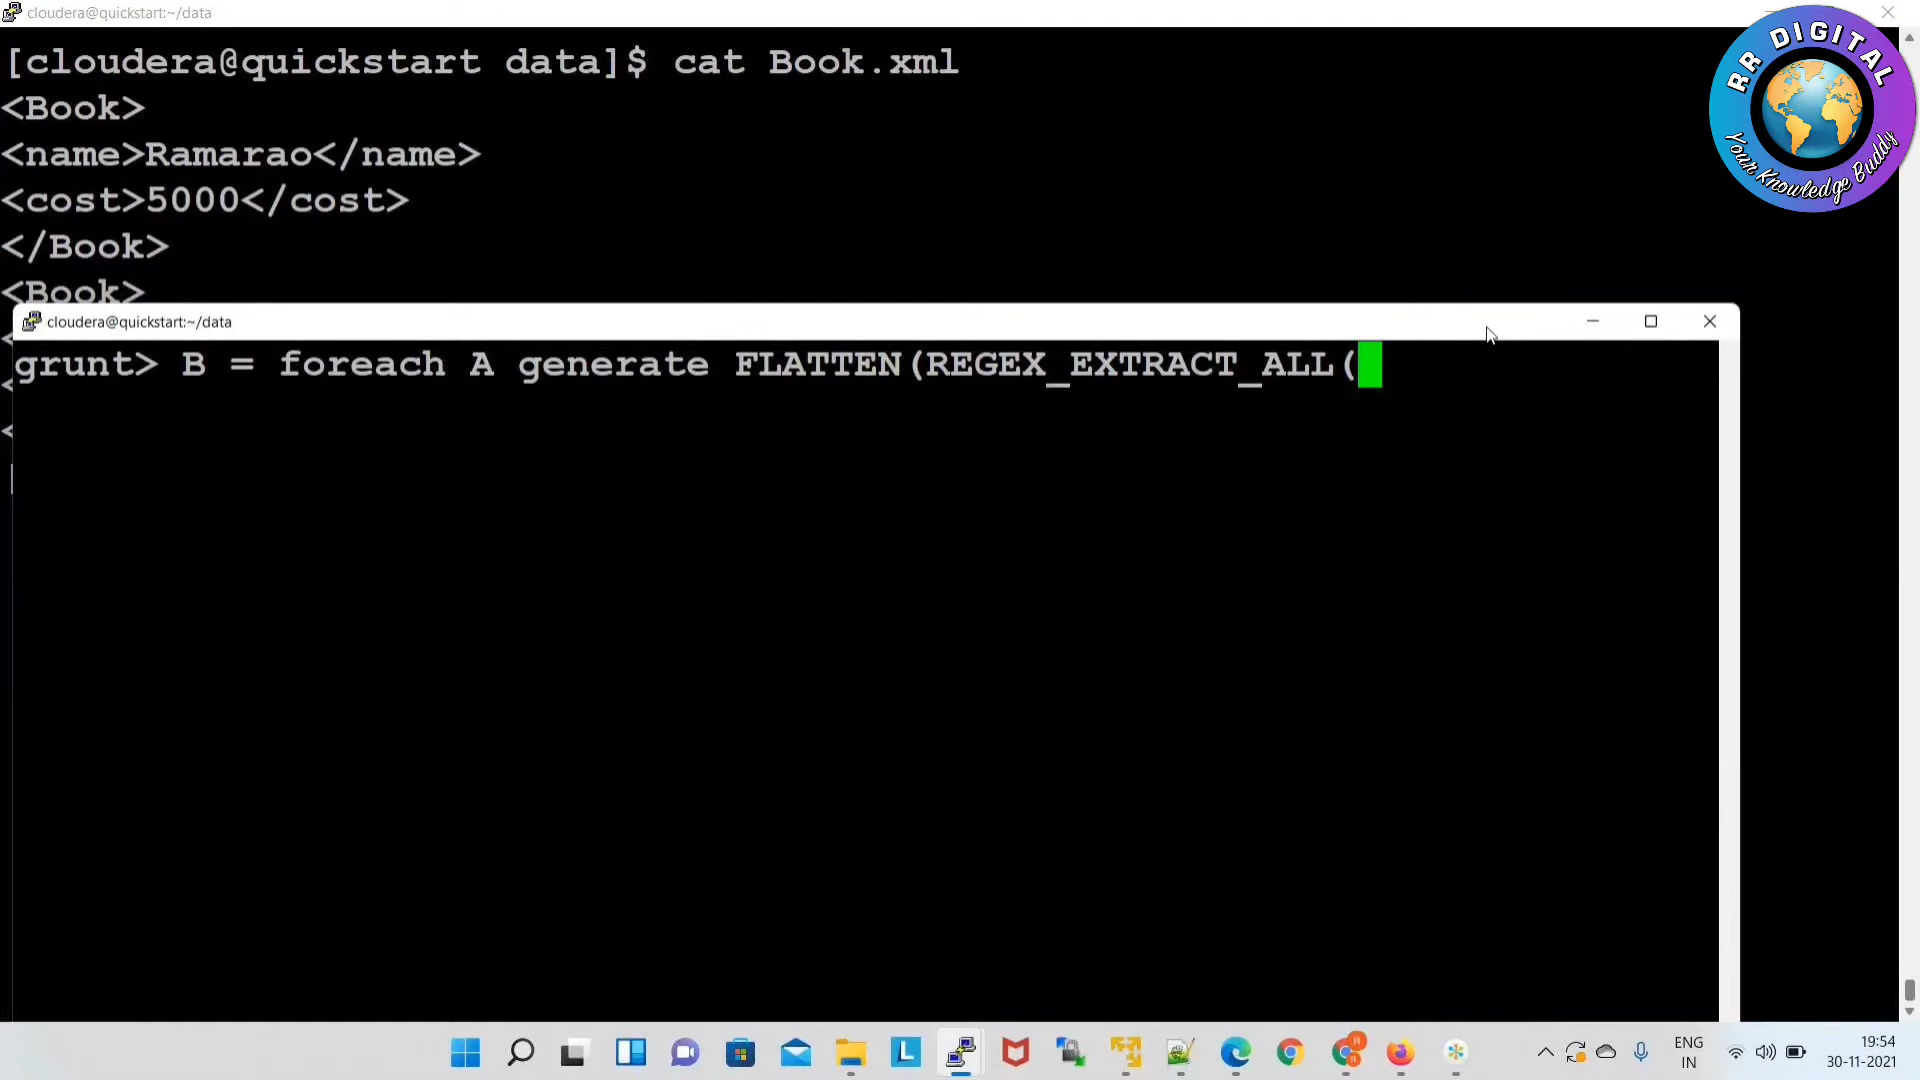 cloudera@quickstart:~/data
[cloudera@quickstart data]$ cat Book.xml
<Book>
<name>Ramarao</name>
<cost>5000</cost>
</Book>
<Book>
RR DIGITAL
Your Knowledge Buddy
cloudera@quickstart:~/data
grunt> B = foreach A generate FLATTEN(REGEX_EXTRACT_ALL(
ENG
IN
19:54
30-11-2021